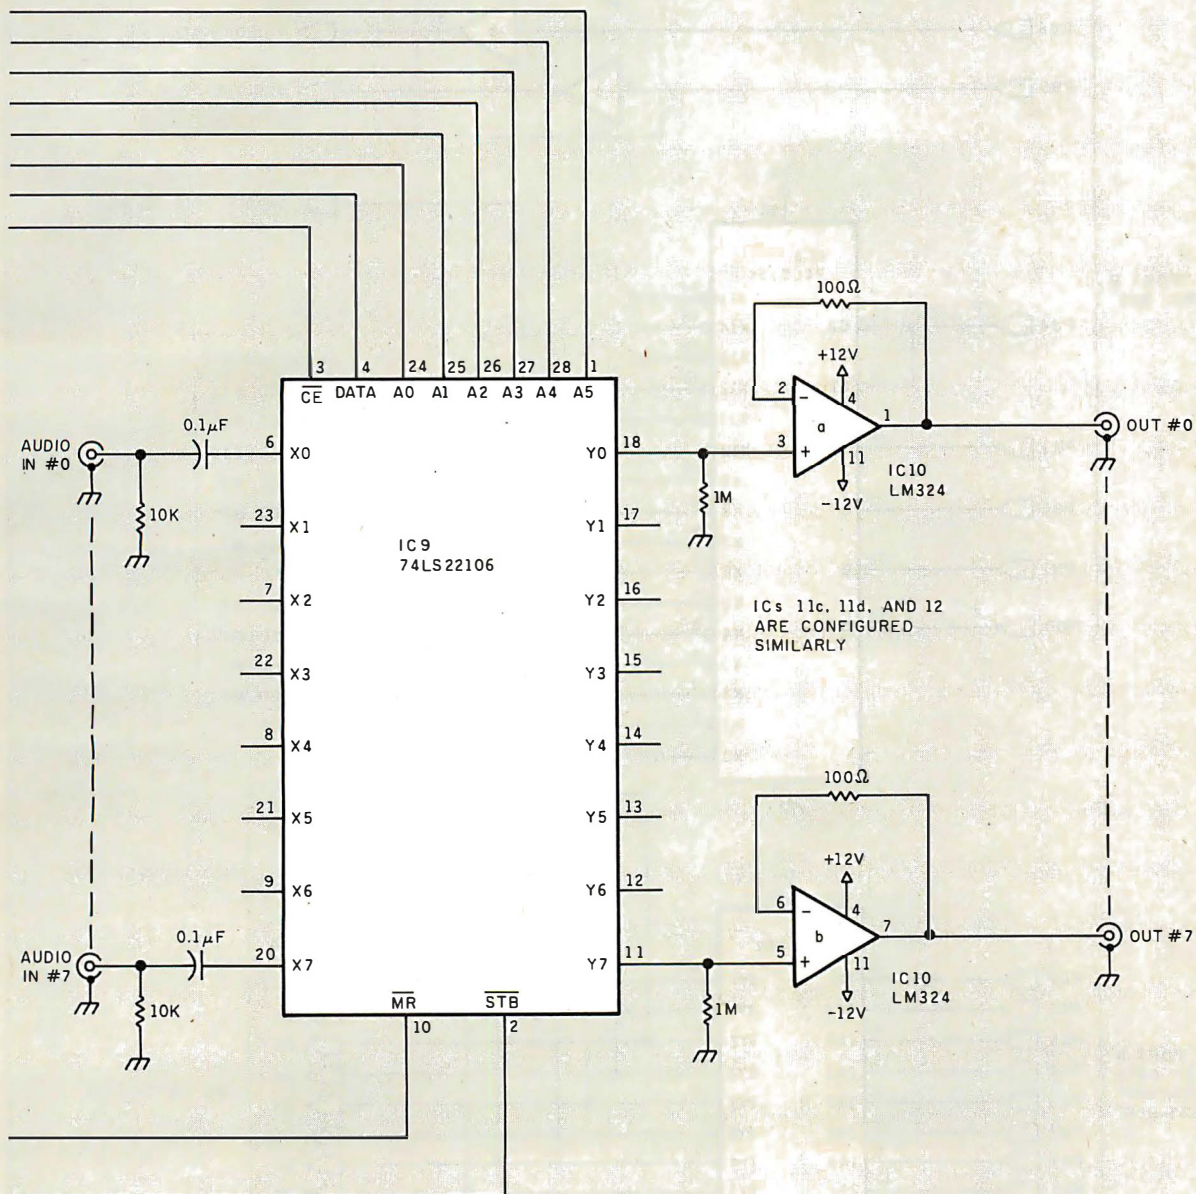 100Ω
+12V
3 4 24 25 26 27 28 1
CE DATA A0 A1 A2 A3 A4 A5
2 − 4 1
a
AUDIO
IN #0
0.1µF
6 X0
Y0 18
3 + 11
OUT #0
IC10
LM324
−12V
10K
1M
23 X1
Y1 17
IC9
74LS22106
7 X2
Y2 16
ICs 11c, 11d, AND 12
ARE CONFIGURED
SIMILARLY
22 X3
Y3 15
8 X4
Y4 14
100Ω
21 X5
Y5 13
+12V
9 X6
Y6 12
6 − 4 7
b
OUT #7
AUDIO
IN #7
0.1µF
20 X7
Y7 11
5 + 11
IC10
LM324
−12V
10K
MR STB
10 2
1M